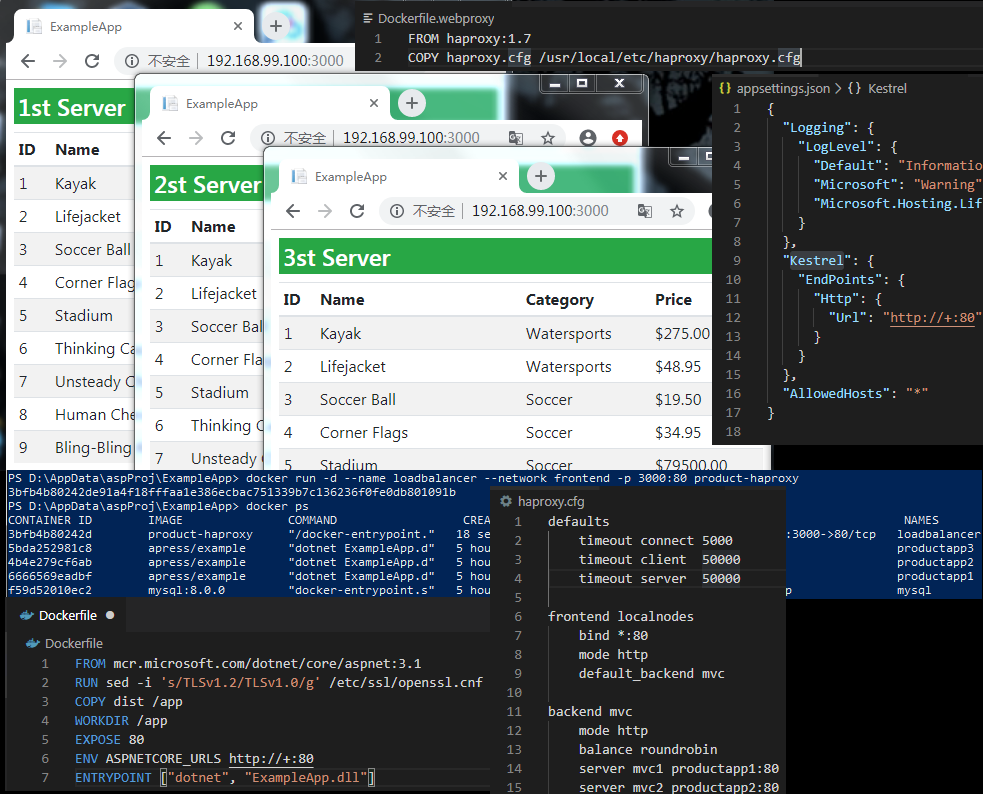 ExampleApp
不安全 192.168.99.100:3000
1st Server
ID Name
1 Kayak
2 Lifejacket
3 Soccer Ball
4 Corner Flag
5 Stadium
6 Thinking Ca
7 Unsteady C
8 Human Che
9 Bling-Bling
ExampleApp
不安全 192.168.99.100:3000
2st Server
ID Name
1 Kayak
2 Lifejacket
3 Soccer Bal
4 Corner Fla
5 Stadium
6 Thinking C
7 Unsteady
ExampleApp
不安全 192.168.99.100:3000
3st Server
ID Name Category Price
1 Kayak Watersports $275.00
2 Lifejacket Watersports $48.95
3 Soccer Ball Soccer $19.50
4 Corner Flags Soccer $34.95
5 Stadium Soccer $79500.00
Dockerfile.webproxy
1 FROM haproxy:1.7
2 COPY haproxy.cfg /usr/local/etc/haproxy/haproxy.cfg
{} appsettings.json > {} Kestrel
1 {
2 "Logging": {
3 "LogLevel": {
4 "Default": "Informatio
5 "Microsoft": "Warning"
6 "Microsoft.Hosting.Lif
7 }
8 },
9 "Kestrel": {
10 "EndPoints": {
11 "Http": {
12 "Url": "http://+:80"
13 }
14 }
15 },
16 "AllowedHosts": "*"
17 }
18
PS D:\AppData\aspProj\ExampleApp> docker run -d --name loadbalancer --network frontend -p 3000:80 product-haproxy
3bfb4b80242de91a4f18fffaa1e386ecbac751339b7c136236f0fe0db801091b
PS D:\AppData\aspProj\ExampleApp> docker ps
CONTAINER ID IMAGE COMMAND CREA NAMES
3bfb4b80242d product-haproxy "/docker-entrypoint." 18 se :3000->80/tcp loadbalancer
5bda252981c8 apress/example "dotnet ExampleApp.d" 5 hou productapp3
4b4e279cf6ab apress/example "dotnet ExampleApp.d" 5 hou productapp2
6666569eadbf apress/example "dotnet ExampleApp.d" 5 hou productapp1
f59d52010ec2 mysql:8.0.0 "docker-entrypoint.s" 5 hou p mysql
haproxy.cfg
1 defaults
2 timeout connect 5000
3 timeout client 50000
4 timeout server 50000
5
6 frontend localnodes
7 bind *:80
8 mode http
9 default_backend mvc
10
11 backend mvc
12 mode http
13 balance roundrobin
14 server mvc1 productapp1:80
15 server mvc2 productapp2:80
Dockerfile
Dockerfile
1 FROM mcr.microsoft.com/dotnet/core/aspnet:3.1
2 RUN sed -i 's/TLSv1.2/TLSv1.0/g' /etc/ssl/openssl.cnf
3 COPY dist /app
4 WORKDIR /app
5 EXPOSE 80
6 ENV ASPNETCORE_URLS http://+:80
7 ENTRYPOINT ["dotnet", "ExampleApp.dll"]